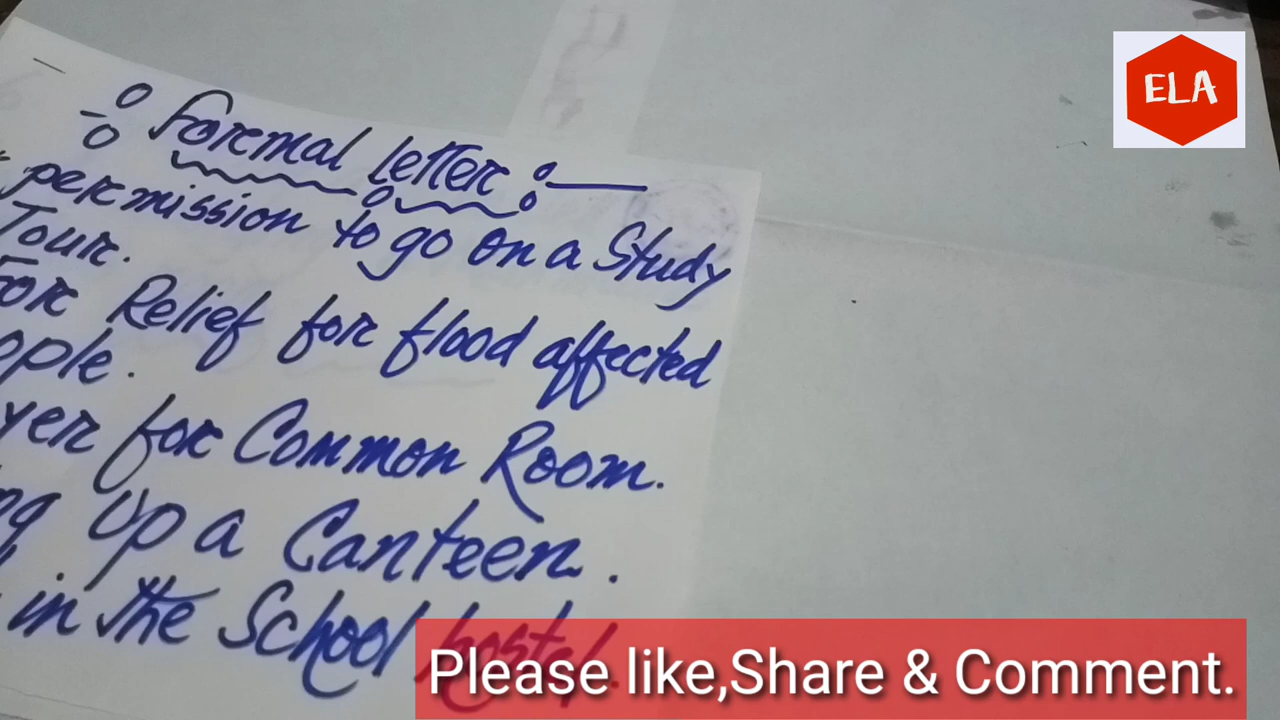 ELA
Formal Letter :—
permission to go on a Study
Tour.
For Relief for flood affected
ople.
yer for Common Room.
ng Up a Canteen.
in the School hostel.
Please like,Share & Comment.